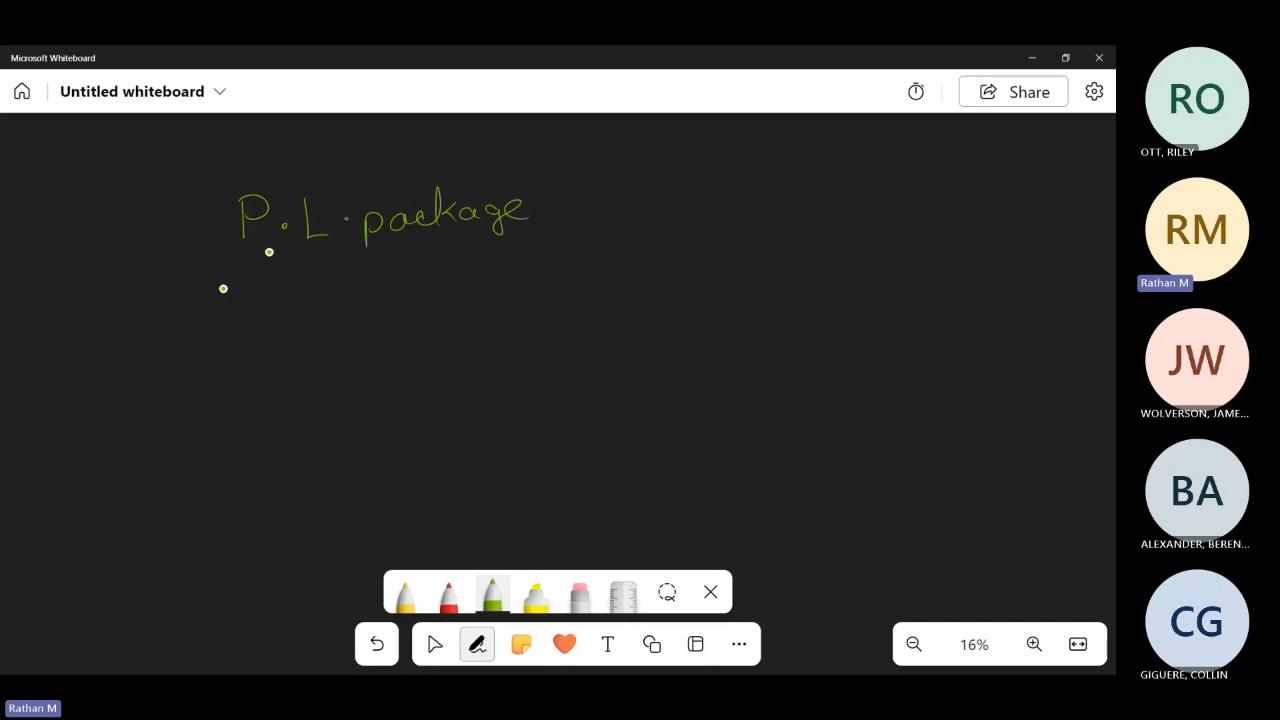 Microsoft Whiteboard
Untitled whiteboard
Share
P.L.package
16%
RO
OTT, RILEY
RM
Rathan M
JW
WOLVERSON, JAME...
BA
ALEXANDER, BEREN...
CG
GIGUERE, COLLIN
Rathan M